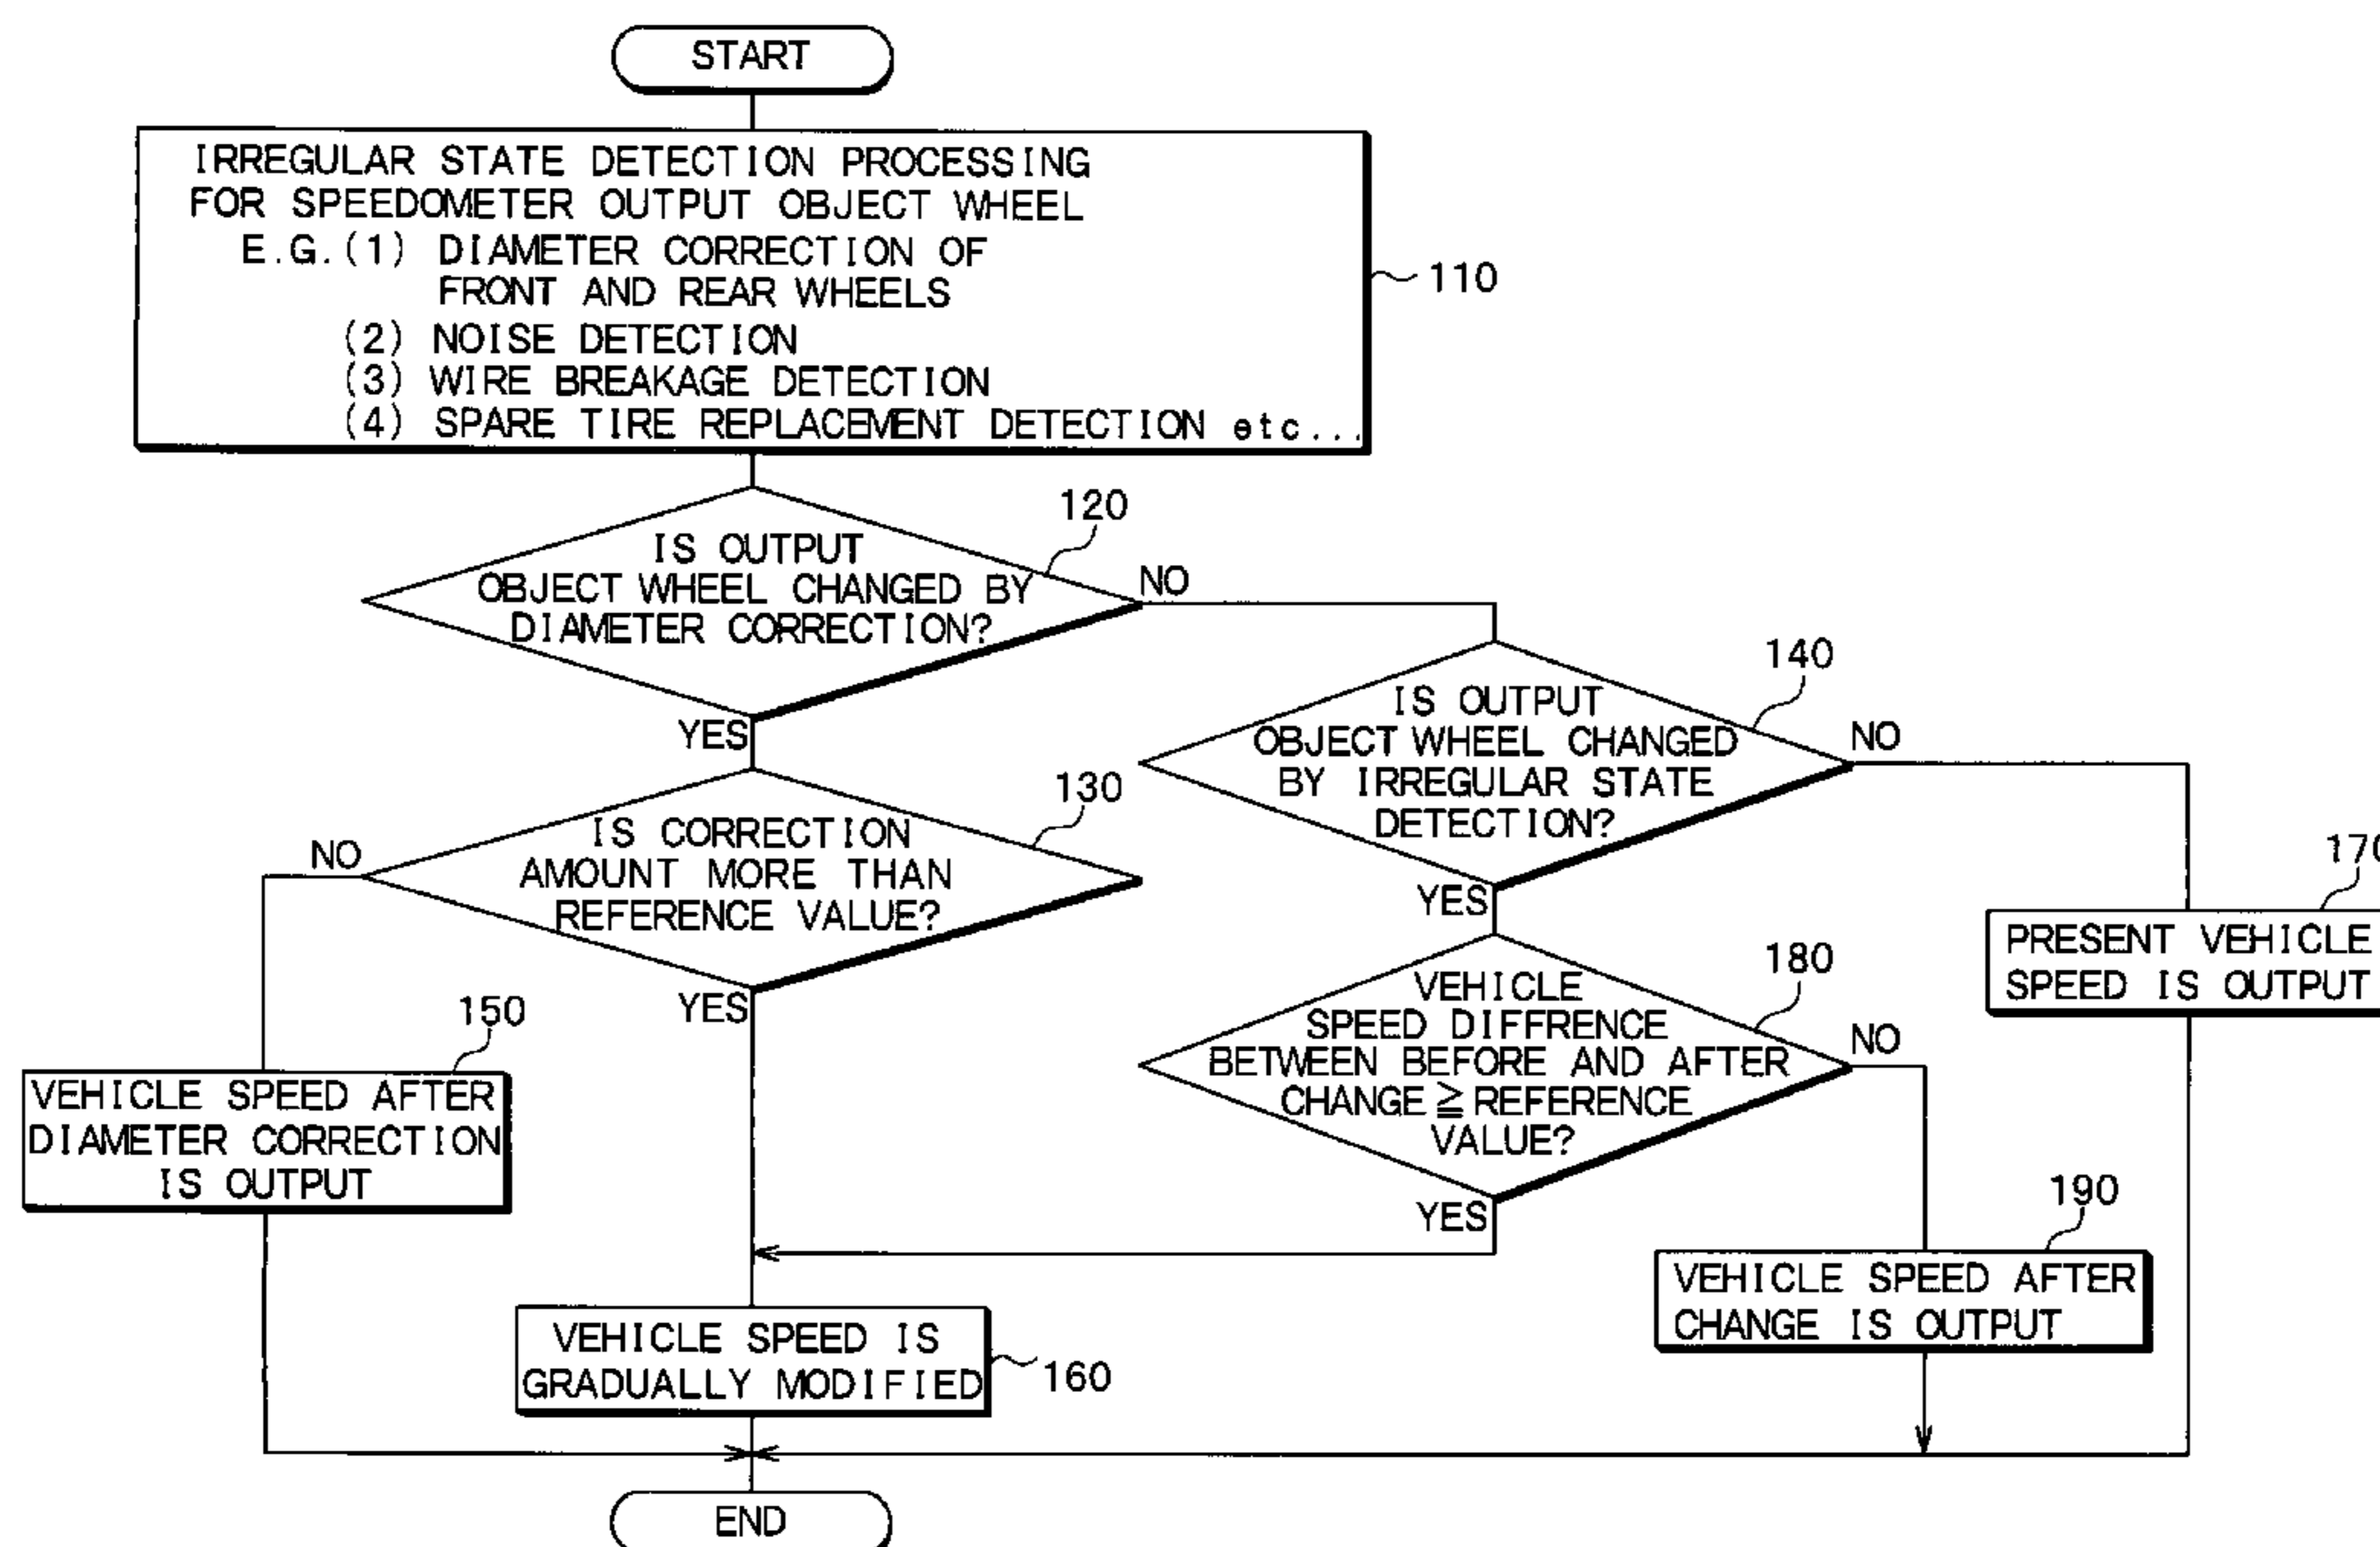 START
IRREGULAR STATE DETECTION PROCESSING
FOR SPEEDOMETER OUTPUT OBJECT WHEEL
E.G.(1) DIAMETER CORRECTION OF
FRONT AND REAR WHEELS
(2) NOISE DETECTION
(3) WIRE BREAKAGE DETECTION
(4) SPARE TIRE REPLACEMENT DETECTION etc...
110
120
IS OUTPUT
OBJECT WHEEL CHANGED BY
DIAMETER CORRECTION?
NO
YES
140
IS OUTPUT
OBJECT WHEEL CHANGED
BY IRREGULAR STATE
DETECTION?
NO
YES
130
IS CORRECTION
AMOUNT MORE THAN
REFERENCE VALUE?
NO
YES
170
PRESENT VEHICLE
SPEED IS OUTPUT
180
VEHICLE
SPEED DIFFRENCE
BETWEEN BEFORE AND AFTER
CHANGE ≧ REFERENCE
VALUE?
NO
YES
150
VEHICLE SPEED AFTER
DIAMETER CORRECTION
IS OUTPUT
190
VEHICLE SPEED AFTER
CHANGE IS OUTPUT
VEHICLE SPEED IS
GRADUALLY MODIFIED
160
END